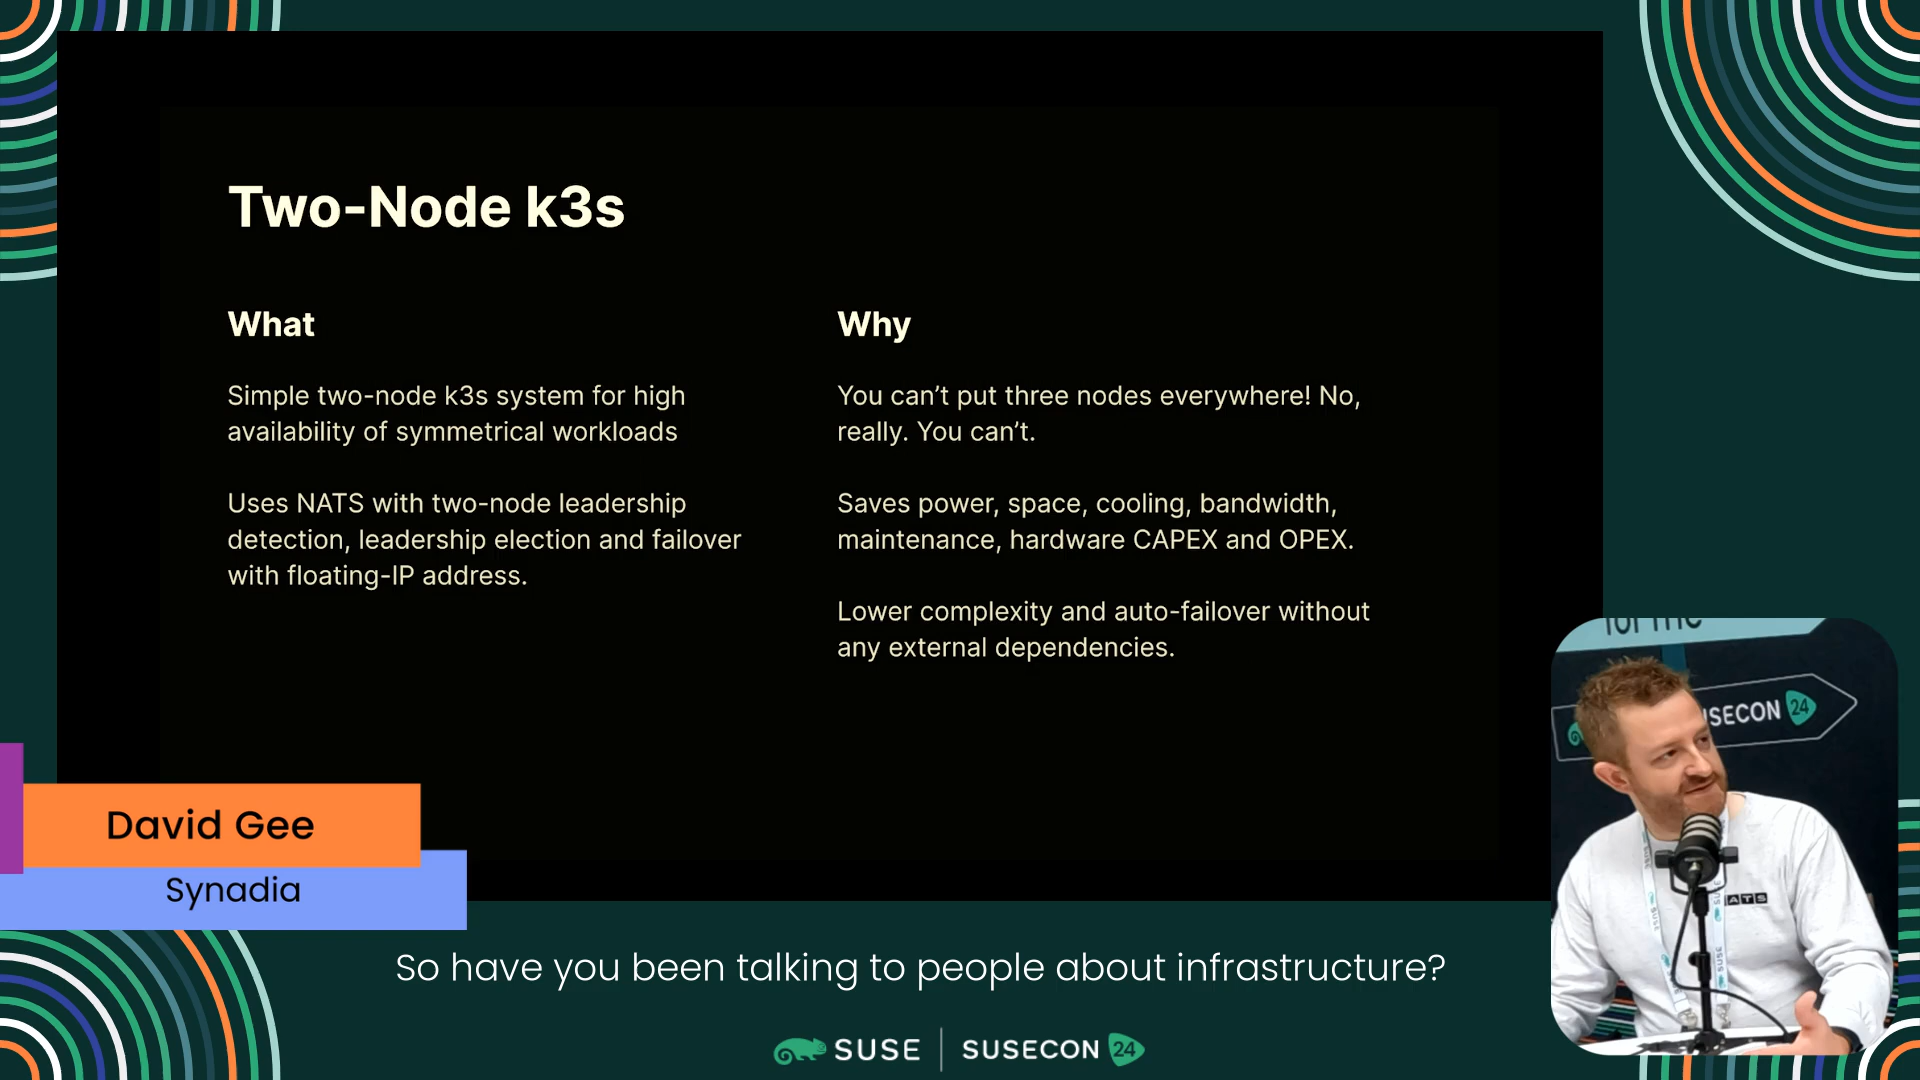 Two-Node k3s
What
Simple two-node k3s system for high
availability of symmetrical workloads
Uses NATS with two-node leadership
detection, leadership election and failover
with floating-IP address.
Why
You can’t put three nodes everywhere! No,
really. You can’t.
Saves power, space, cooling, bandwidth,
maintenance, hardware CAPEX and OPEX.
Lower complexity and auto-failover without
any external dependencies.
SUSECON 24
ATS
SUSE
SUSE
David Gee
Synadia
So have you been talking to people about infrastructure?
SUSE | SUSECON 24